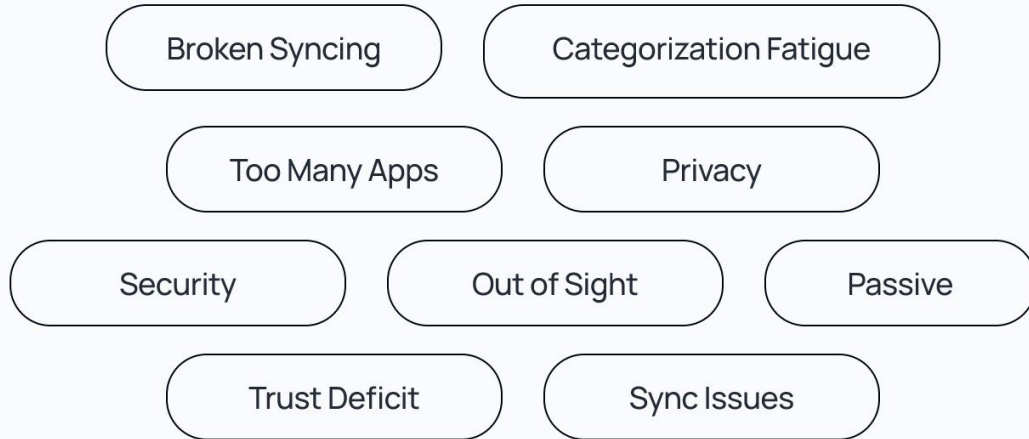 Broken Syncing
Categorization Fatigue
Too Many Apps
Privacy
Security
Out of Sight
Passive
Trust Deficit
Sync Issues